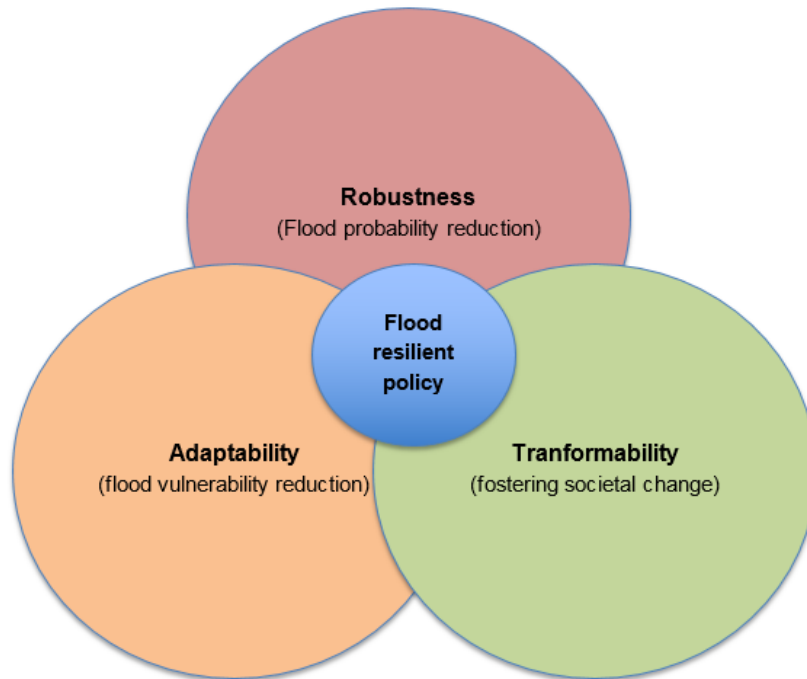 Robustness
(Flood probability reduction)
Flood
resilient
policy
Adaptability
(flood vulnerability reduction)
Tranformability
(fostering societal change)